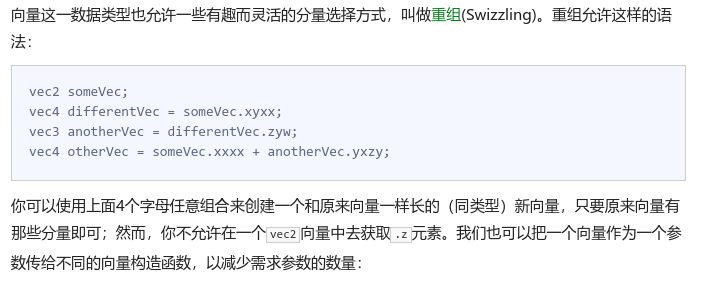 向量这一数据类型也允许一些有趣而灵活的分量选择方式，叫做重组(Swizzling)。重组允许这样的语
法：
vec2 someVec;
vec4 differentVec = someVec.xyxx;
vec3 anotherVec = differentVec.zyw;
vec4 otherVec = someVec.xxxx + anotherVec.yxzy;
你可以使用上面4个字母任意组合来创建一个和原来向量一样长的（同类型）新向量，只要原来向量有
那些分量即可；然而，你不允许在一个vec2向量中去获取.z元素。我们也可以把一个向量作为一个参
数传给不同的向量构造函数，以减少需求参数的数量：